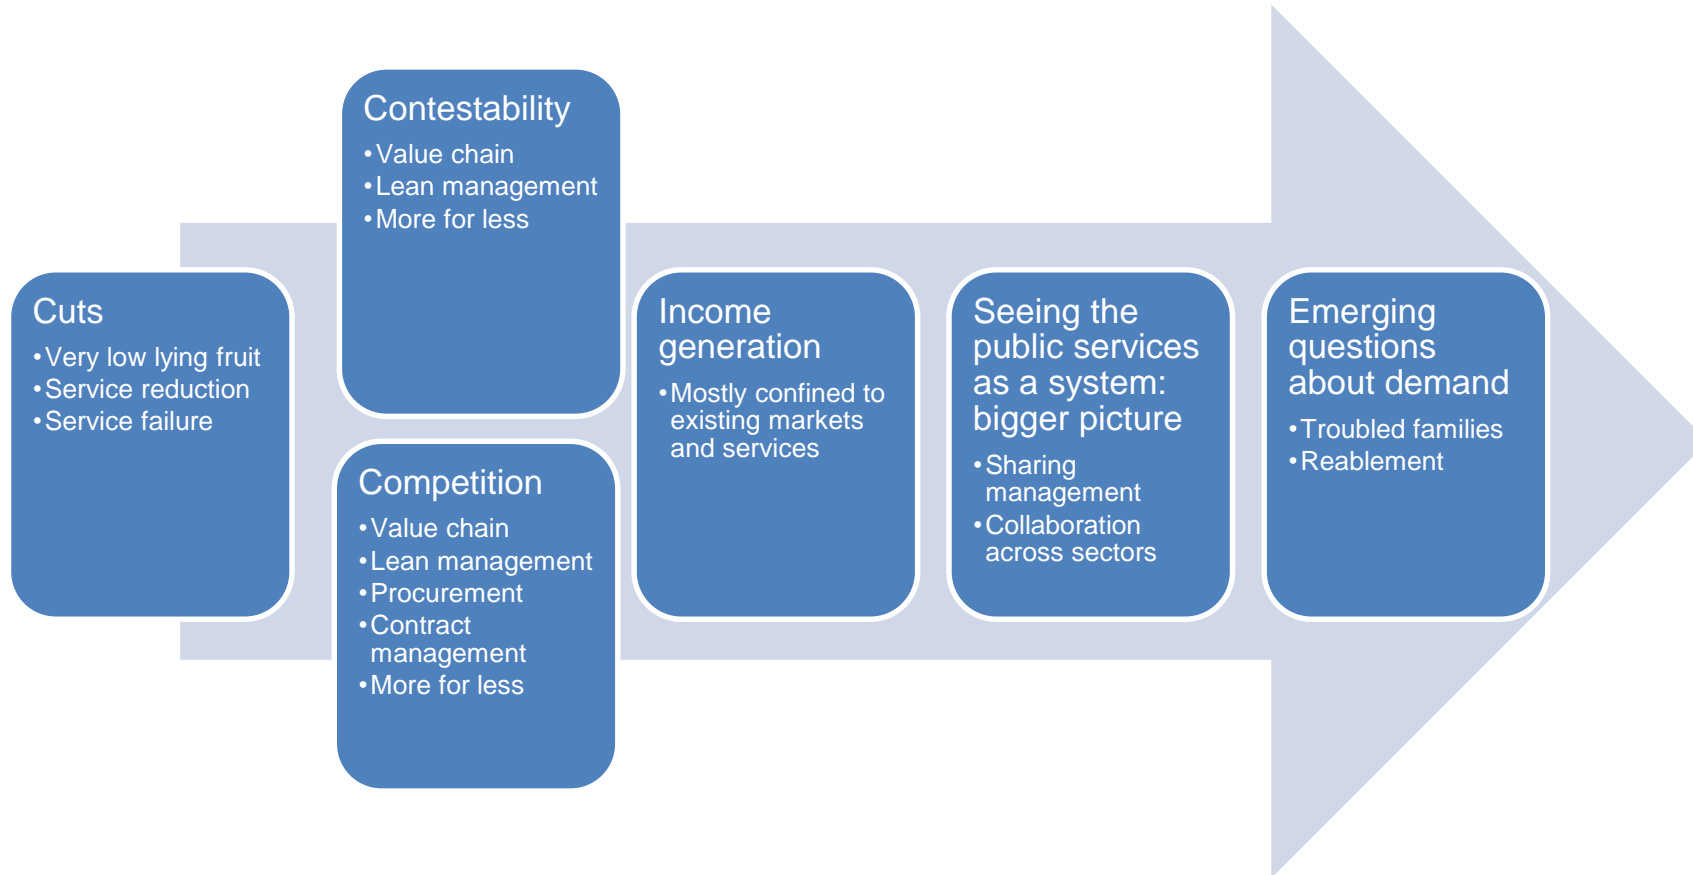 Cuts
•Very low lying fruit
•Service reduction
•Service failure
Contestability
•Value chain
•Lean management
•More for less
Competition
•Value chain
•Lean management
•Procurement
•Contract
management
•More for less
Income
generation
•Mostly confined to
existing markets
and services
Seeing the
public services
as a system:
bigger picture
•Sharing
management
•Collaboration
across sectors
Emerging
questions
about demand
•Troubled families
•Reablement